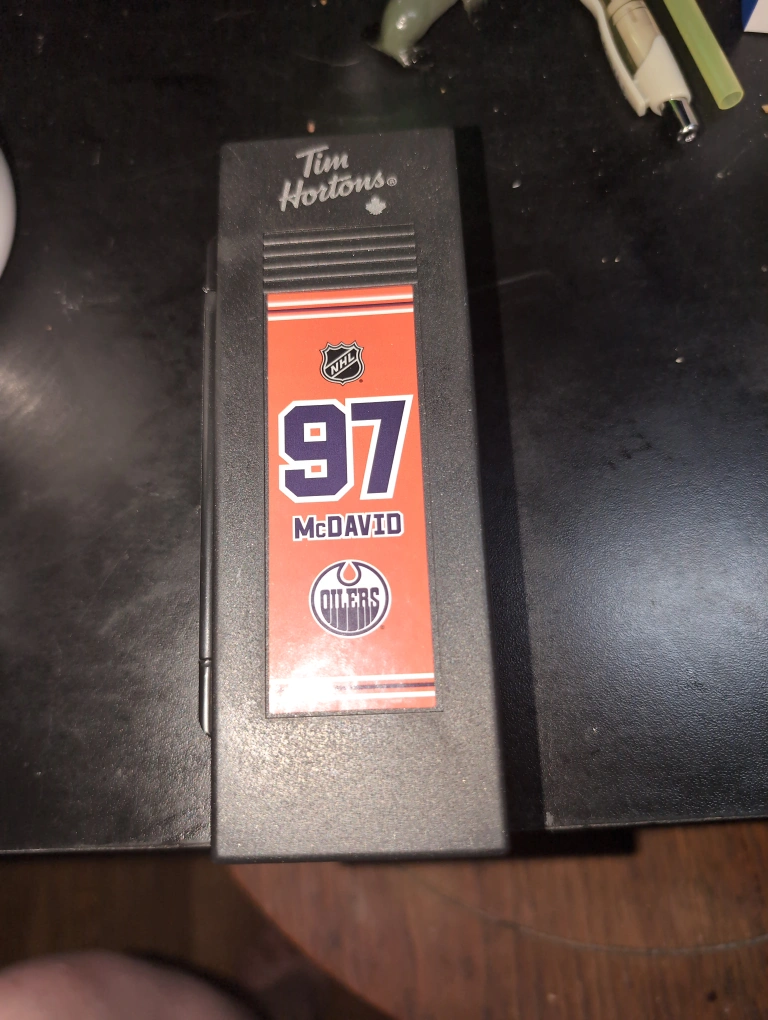 Tim
Hortons®
NHL
97
McDAVID
OILERS